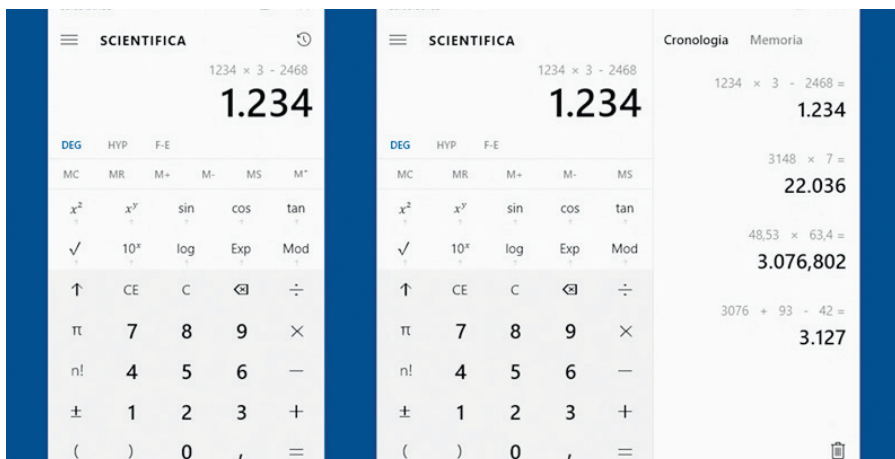 SCIENTIFICA
1234 × 3 - 2468
1.234
DEG HYP F-E
MC MR M+ M- MS M˅
x² xʸ sin cos tan
√ 10ˣ log Exp Mod
↑ CE C ⌫ ÷
π 7 8 9 ×
n! 4 5 6 −
± 1 2 3 +
( ) 0 , =
SCIENTIFICA
1234 × 3 - 2468
1.234
DEG HYP F-E
MC MR M+ M- MS
x² xʸ sin cos tan
√ 10ˣ log Exp Mod
↑ CE C ⌫ ÷
π 7 8 9 ×
n! 4 5 6 −
± 1 2 3 +
( ) 0 , =
Cronologia Memoria
1234 × 3 - 2468 =
1.234
3148 × 7 =
22.036
48,53 × 63,4 =
3.076,802
3076 + 93 - 42 =
3.127